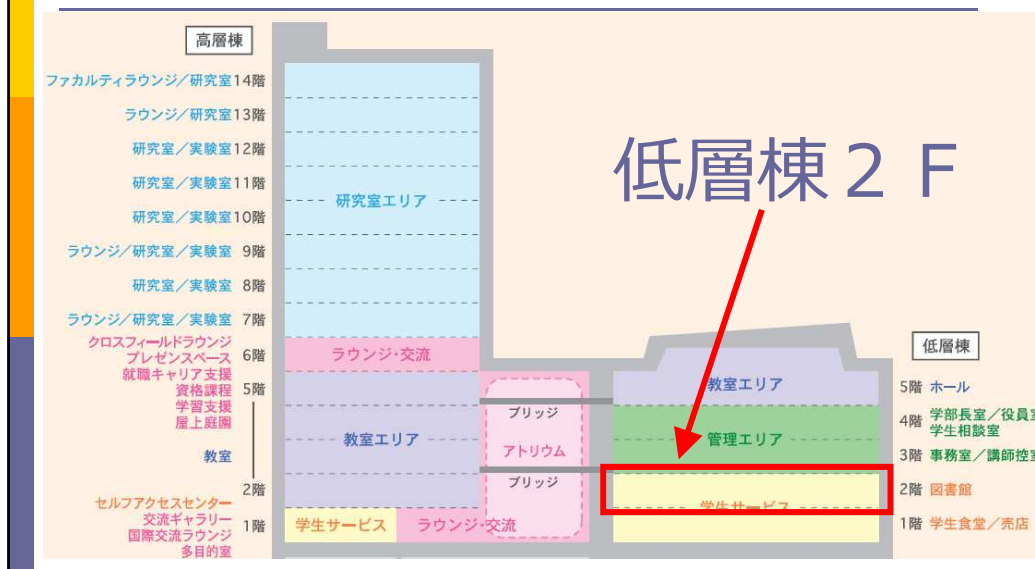 高層棟
ファカルティラウンジ/研究室14階
ラウンジ/研究室13階
研究室/実験室12階
研究室/実験室11階
研究室/実験室10階
ラウンジ/研究室/実験室 9階
研究室/実験室 8階
ラウンジ/研究室/実験室 7階
クロスフィールドラウンジ
プレゼンスペース 6階
就職キャリア支援
資格課程 5階
学習支援
屋上庭園
教室
2階
セルフアクセスセンター
交流ギャラリー 1階
国際交流ラウンジ
多目的室
研究室エリア
ラウンジ・交流
教室エリア
学生サービス
ラウンジ・交流
ブリッジ
アトリウム
ブリッジ
低層棟2F
教室エリア
管理エリア
学生サービス
低層棟
5階 ホール
4階 学部長室/役員室
学生相談室
3階 事務室/講師控室
2階 図書館
1階 学生食堂/売店